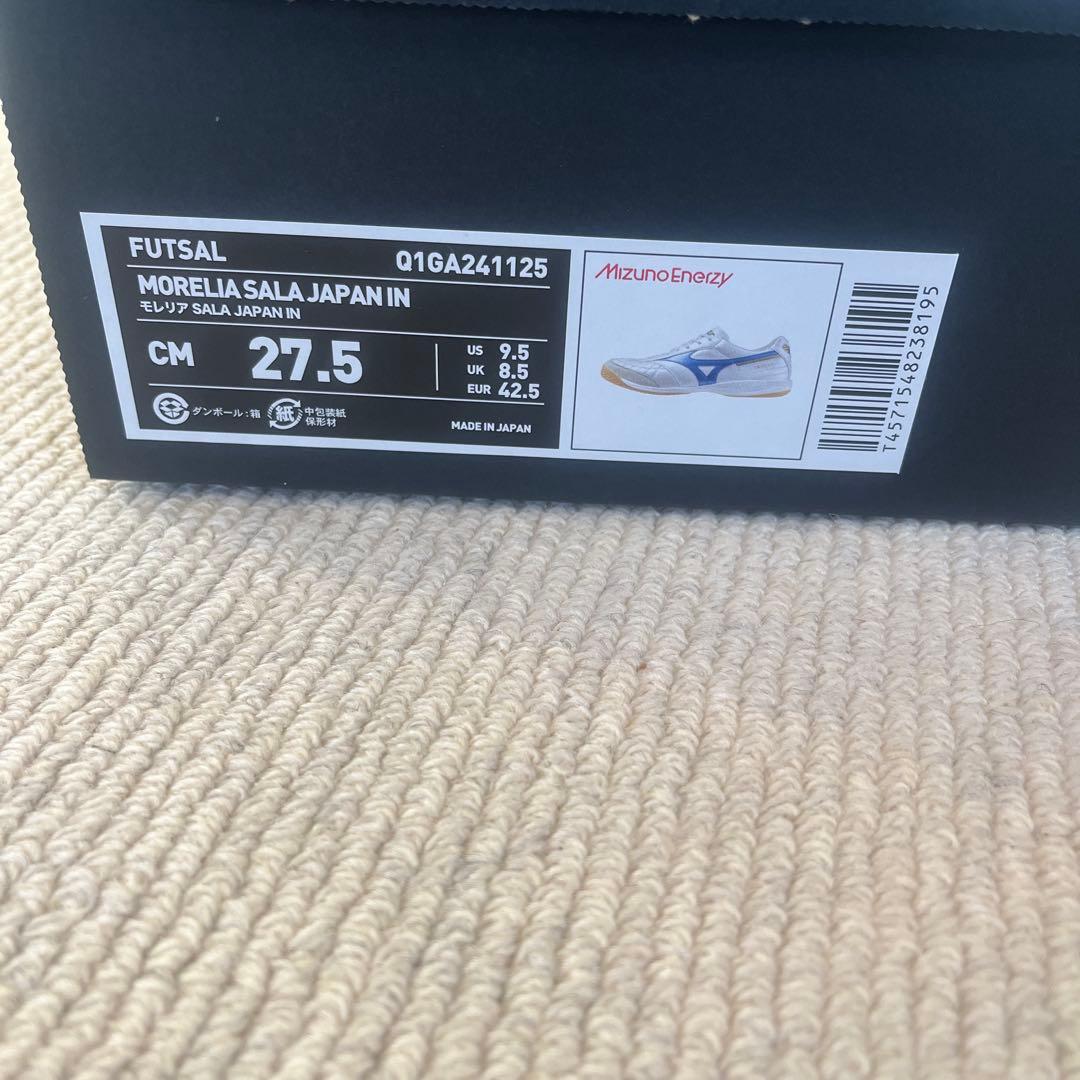 FUTSAL Q1GA241125
MORELIA SALA JAPAN IN
モレリア SALA JAPAN IN
CM 27.5
US 9.5
UK 8.5
EUR 42.5
ダンボール:箱
紙 中包装紙
保形材
MADE IN JAPAN
MIZUNO ENERZY
T4571548238195